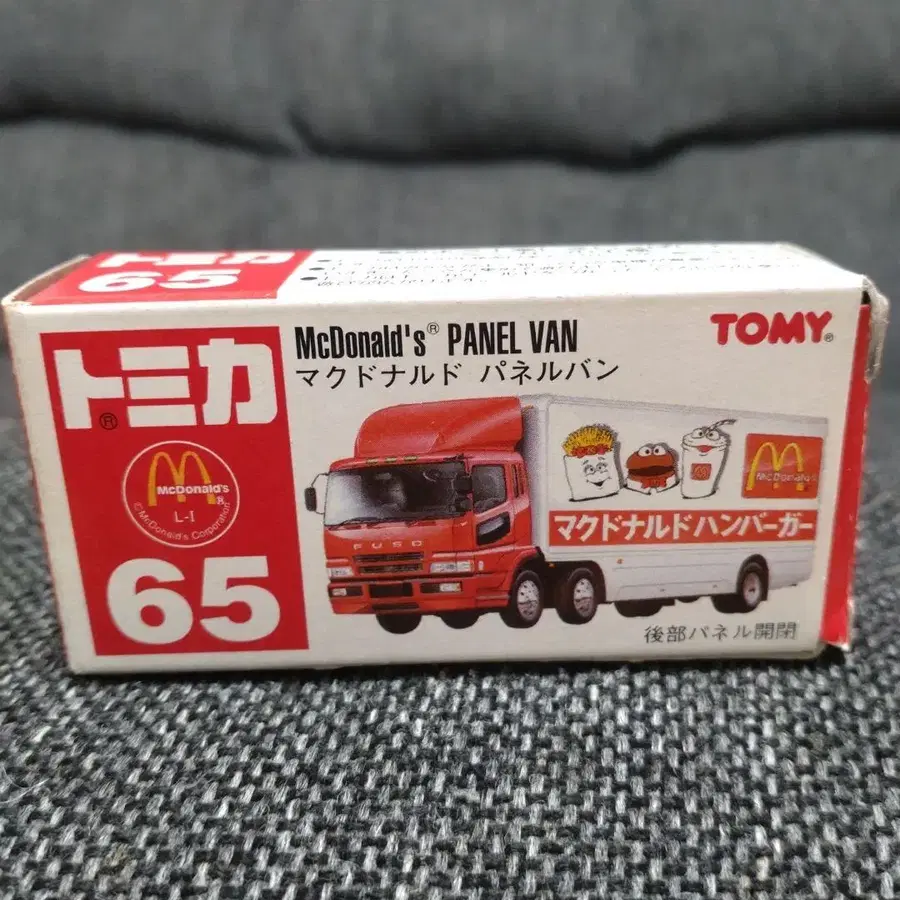 トミカ
65
トミカ®
McDonald's® PANEL VAN
マクドナルド パネルバン
TOMY®
McDonald's®
L-I
©McDonald's Corporation
65
FUSO
McDonald's
マクドナルドハンバーガー
後部パネル開閉